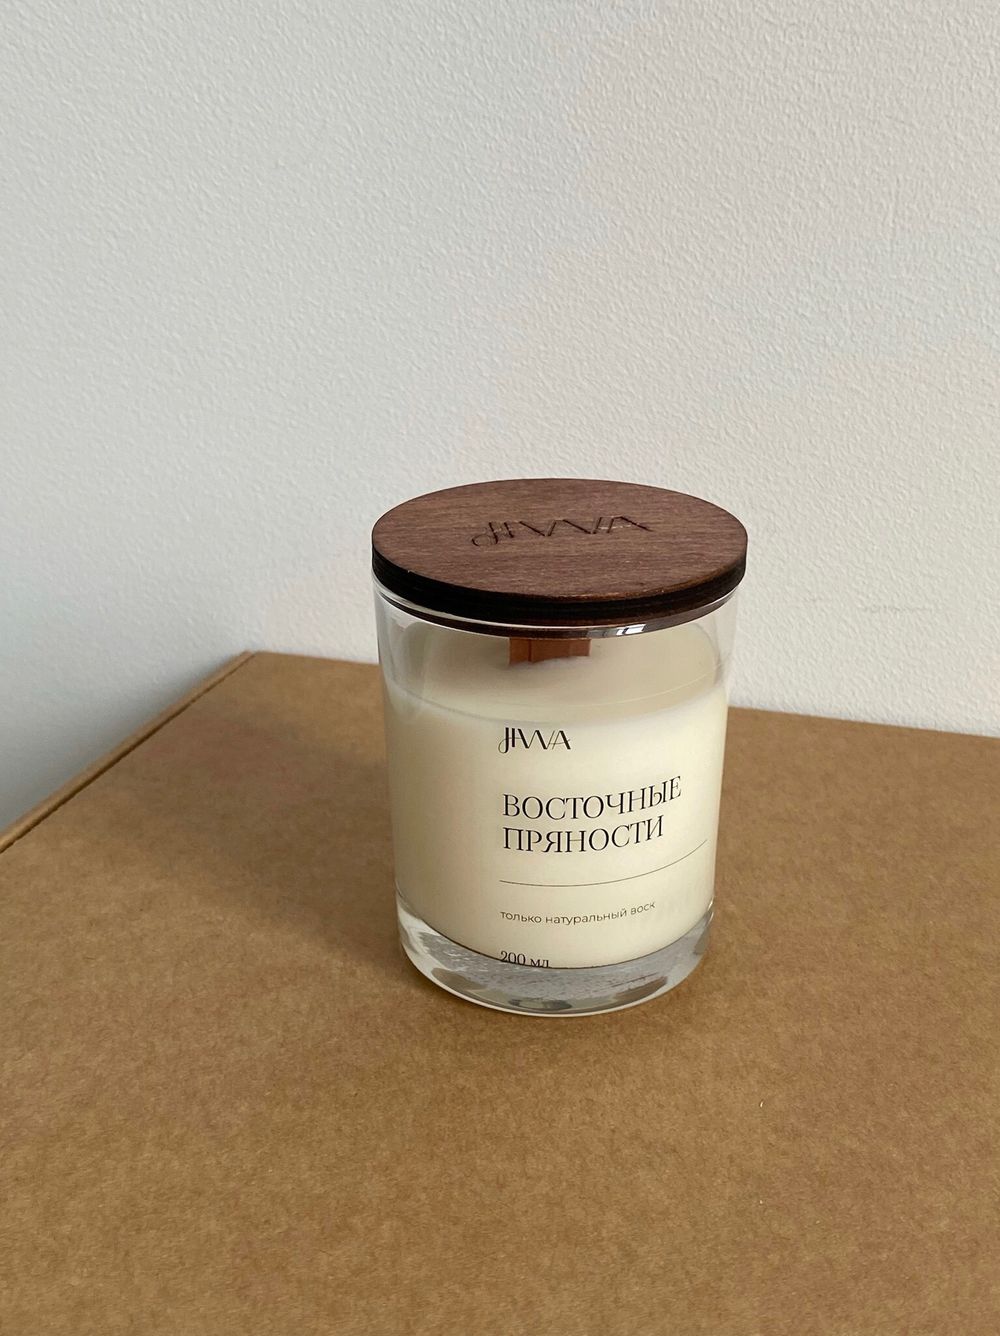 JIVVA
JIVVA
ВОСТОЧНЫЕ
ПРЯНОСТИ
только натуральный воск
200 мл